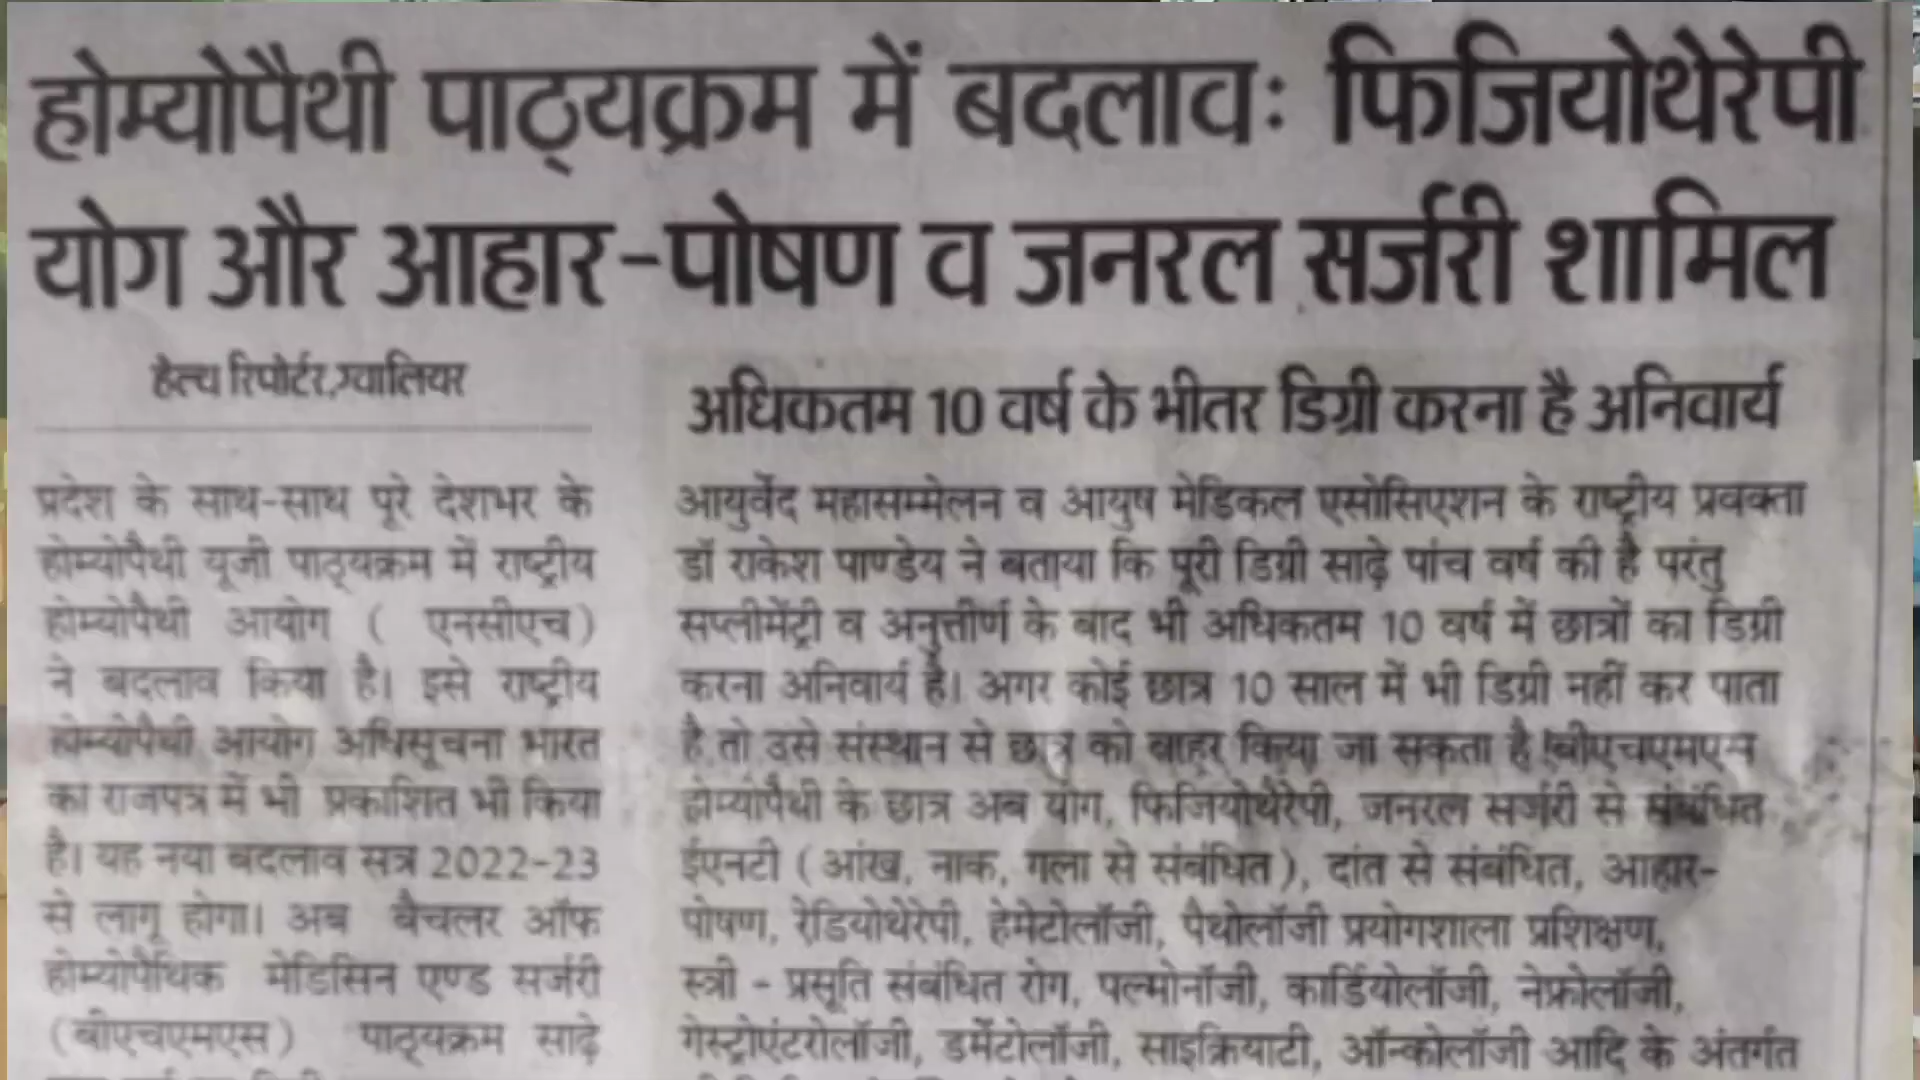 होम्योपैथी पाठ्यक्रम में बदलावः फिजियोथेरेपी
योग और आहार-पोषण व जनरल सर्जरी शामिल
हेल्थ रिपोर्टर,ग्वालियर
प्रदेश के साथ-साथ पूरे देशभर के
होम्योपैथी यूजी पाठ्यक्रम में राष्ट्रीय
होम्योपैथी आयोग ( एनसीएच)
ने बदलाव किया है। इसे राष्ट्रीय
होम्योपैथी आयोग अधिसूचना भारत
का राजपत्र में भी प्रकाशित भी किया
है। यह नया बदलाव सत्र 2022-23
से लागू होगा। अब बैचलर ऑफ
होम्योपैथिक मेडिसिन एण्ड सर्जरी
(बीएचएमएस) पाठ्यक्रम साढ़े
अधिकतम 10 वर्ष के भीतर डिग्री करना है अनिवार्य
आयुर्वेद महासम्मेलन व आयुष मेडिकल एसोसिएशन के राष्ट्रीय प्रवक्ता
डॉ राकेश पाण्डेय ने बताया कि पूरी डिग्री साढ़े पांच वर्ष की है परंतु
सप्लीमेंट्री व अनुत्तीर्ण के बाद भी अधिकतम 10 वर्ष में छात्रों का डिग्री
करना अनिवार्य है। अगर कोई छात्र 10 साल में भी डिग्री नहीं कर पाता
है तो उसे संस्थान से छात्र को बाहर किया जा सकता है।बीएचएमएस
होम्योपैथी के छात्र अब योग, फिजियोथैरेपी, जनरल सर्जरी से संबंधित
ईएनटी (आंख, नाक, गला से संबंधित), दांत से संबंधित, आहार-
पोषण, रेडियोथेरेपी, हेमेटोलॉजी, पैथोलॉजी प्रयोगशाला प्रशिक्षण,
स्त्री - प्रसूति संबंधित रोग, पल्मोनॉजी, कार्डियोलॉजी, नेफ्रोलॉजी,
गेस्ट्रोएंटरोलॉजी, डर्मेटोलॉजी, साइक्रियाटी, ऑन्कोलॉजी आदि के अंतर्गत